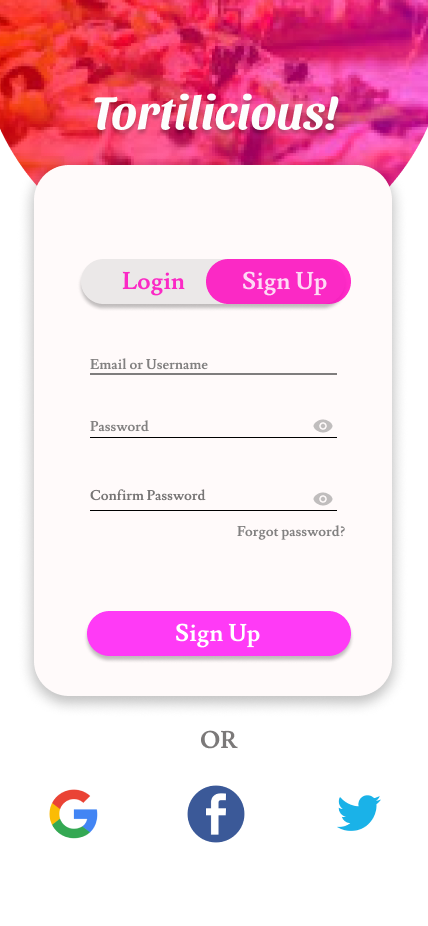 Tortilicious!
Login Sign Up
Email or Username
Password
Confirm Password
Forgot password?
Sign Up
OR